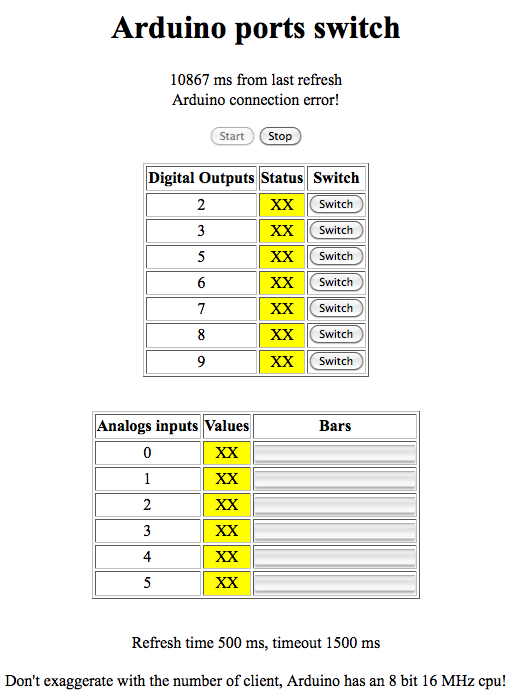 Arduino ports switch
10867 ms from last refresh
Arduino connection error!
Start Stop
Digital Outputs Status Switch
2 XX Switch
3 XX Switch
5 XX Switch
6 XX Switch
7 XX Switch
8 XX Switch
9 XX Switch
Analogs inputs Values Bars
0 XX
1 XX
2 XX
3 XX
4 XX
5 XX
Refresh time 500 ms, timeout 1500 ms
Don't exaggerate with the number of client, Arduino has an 8 bit 16 MHz cpu!